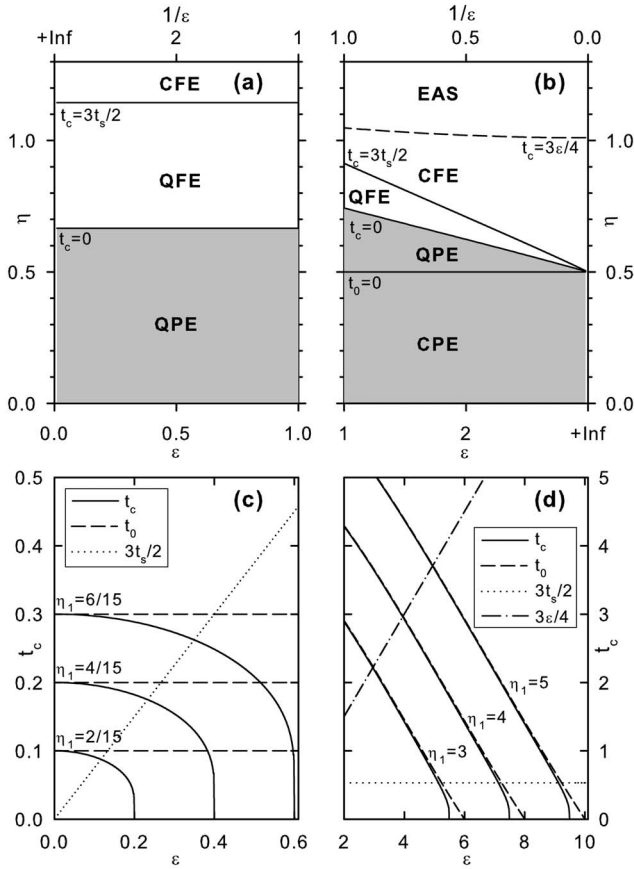 1/ε
+Inf 2 1
CFE (a)
t_c=3t_s/2
1.0
QFE
η
t_c=0
0.5
QPE
0.0
0.0 0.5 1.0
ε
1/ε
1.0 0.5 0.0
EAS (b)
t_c=3ε/4
t_c=3t_s/2
CFE
1.0
QFE
η
t_c=0
QPE
0.5
t_0=0
CPE
0.0
1 2 +Inf
ε
0.5
(c)
t_c
t_0
3t_s/2
0.4
η_1=6/15
0.3
t_c
η_1=4/15
0.2
η_1=2/15
0.1
0.0
0.0 0.2 0.4 0.6
ε
5
(d)
t_c
t_0
3t_s/2
3ε/4
4
3
t_c
η_1=5
2
η_1=4
η_1=3
1
0
2 4 6 8 10
ε